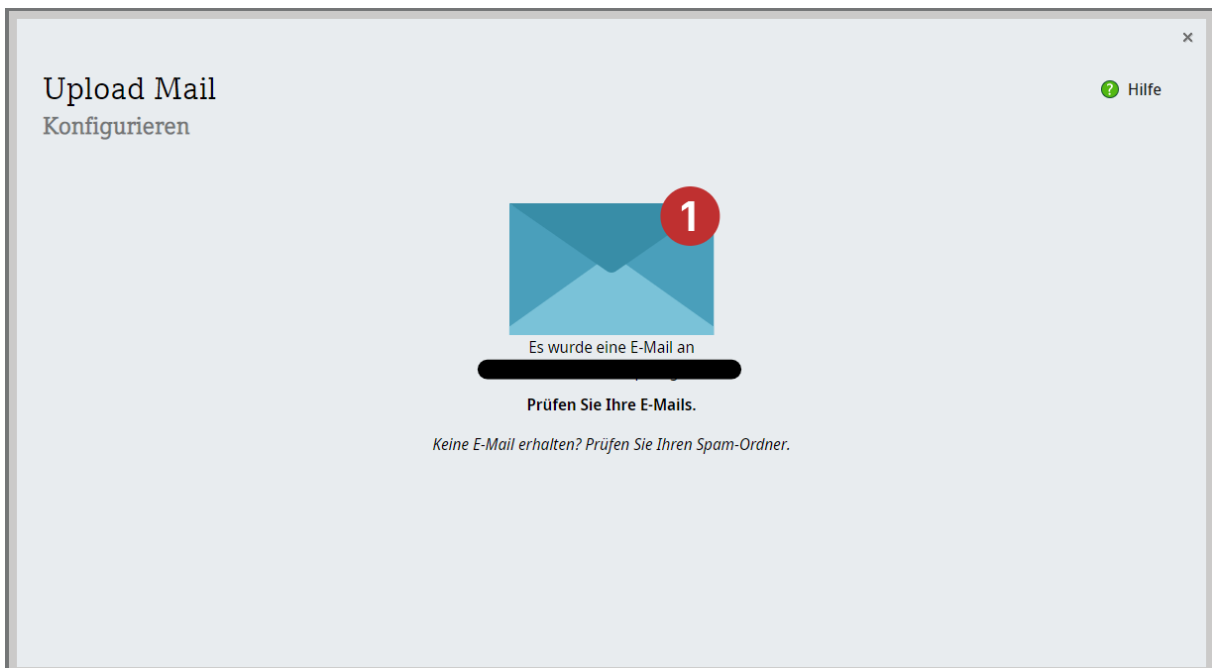 ×
Upload Mail
? Hilfe
Konfigurieren
1
Es wurde eine E-Mail an
Prüfen Sie Ihre E-Mails.
Keine E-Mail erhalten? Prüfen Sie Ihren Spam-Ordner.